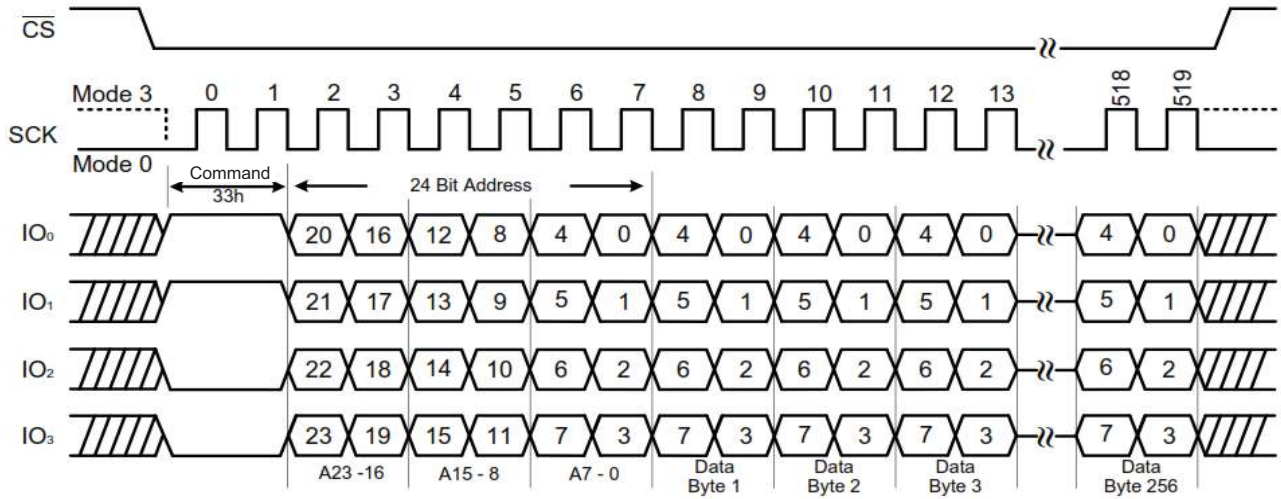 CS
Mode 3 0 1 2 3 4 5 6 7 8 9 10 11 12 13 518 519
SCK
Mode 0
Command
33h
24 Bit Address
IO₀ 20 16 12 8 4 0 4 0 4 0 4 0 4 0
IO₁ 21 17 13 9 5 1 5 1 5 1 5 1 5 1
IO₂ 22 18 14 10 6 2 6 2 6 2 6 2 6 2
IO₃ 23 19 15 11 7 3 7 3 7 3 7 3 7 3
A23 -16 A15 - 8 A7 - 0 Data Data Data Data
Byte 1 Byte 2 Byte 3 Byte 256